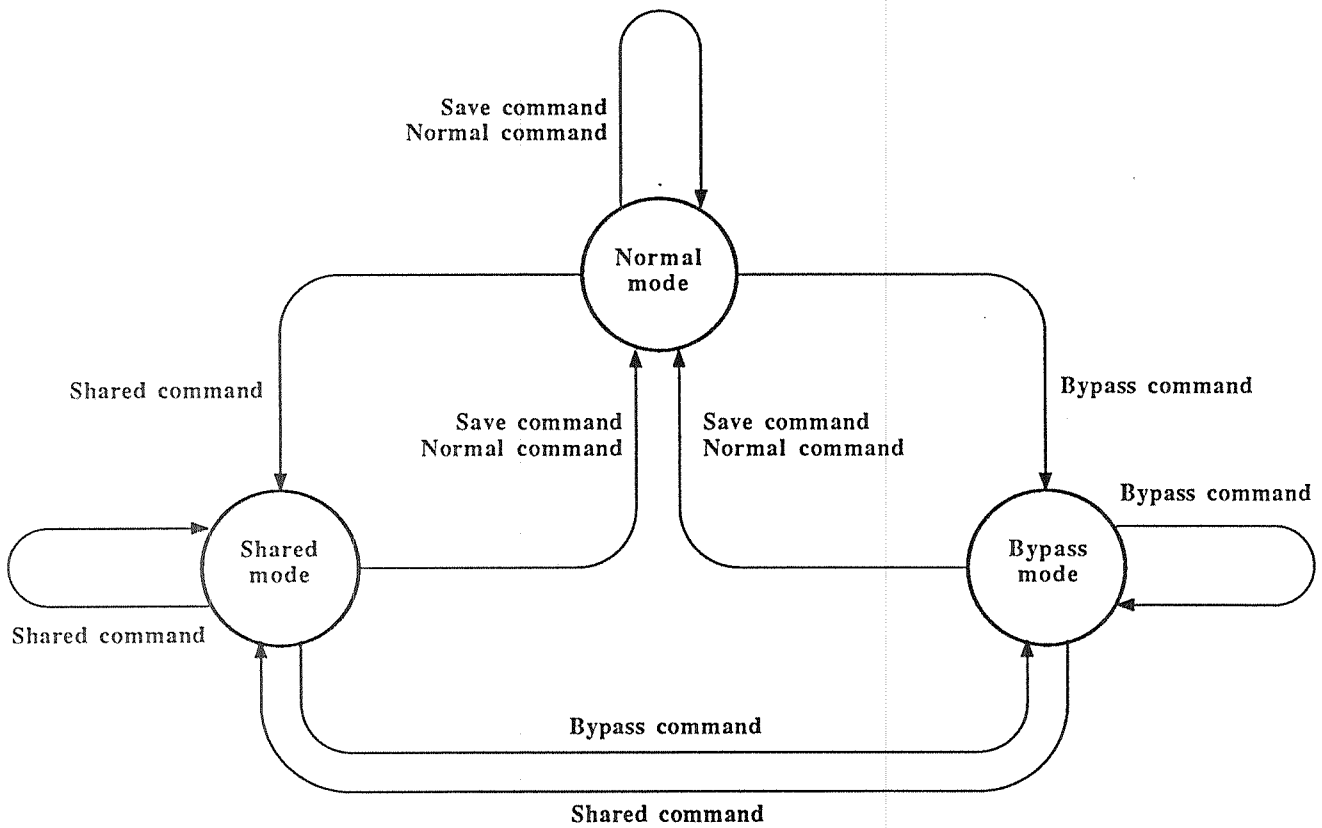 Save command
Normal command
Normal
mode
Shared command
Bypass command
Save command
Normal command
Save command
Normal command
Bypass command
Shared
mode
Bypass
mode
Shared command
Bypass command
Shared command